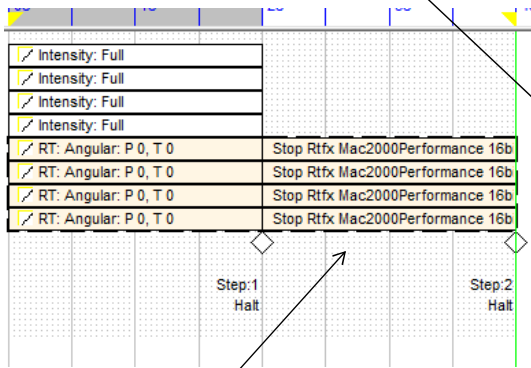 Intensity: Full
Intensity: Full
Intensity: Full
Intensity: Full
RT: Angular: P 0, T 0 Stop Rtfx Mac2000Performance 16b
RT: Angular: P 0, T 0 Stop Rtfx Mac2000Performance 16b
RT: Angular: P 0, T 0 Stop Rtfx Mac2000Performance 16b
RT: Angular: P 0, T 0 Stop Rtfx Mac2000Performance 16b
Step:1 Step:2
Halt Halt